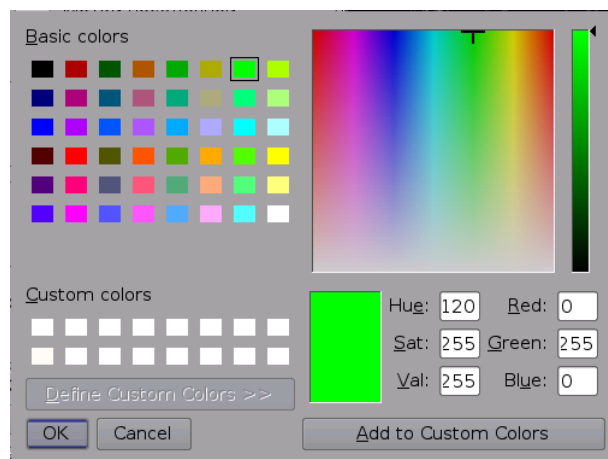 Basic colors
Custom colors
Hue: 120 Red: 0
Sat: 255 Green: 255
Val: 255 Blue: 0
Define Custom Colors >>
OK Cancel Add to Custom Colors